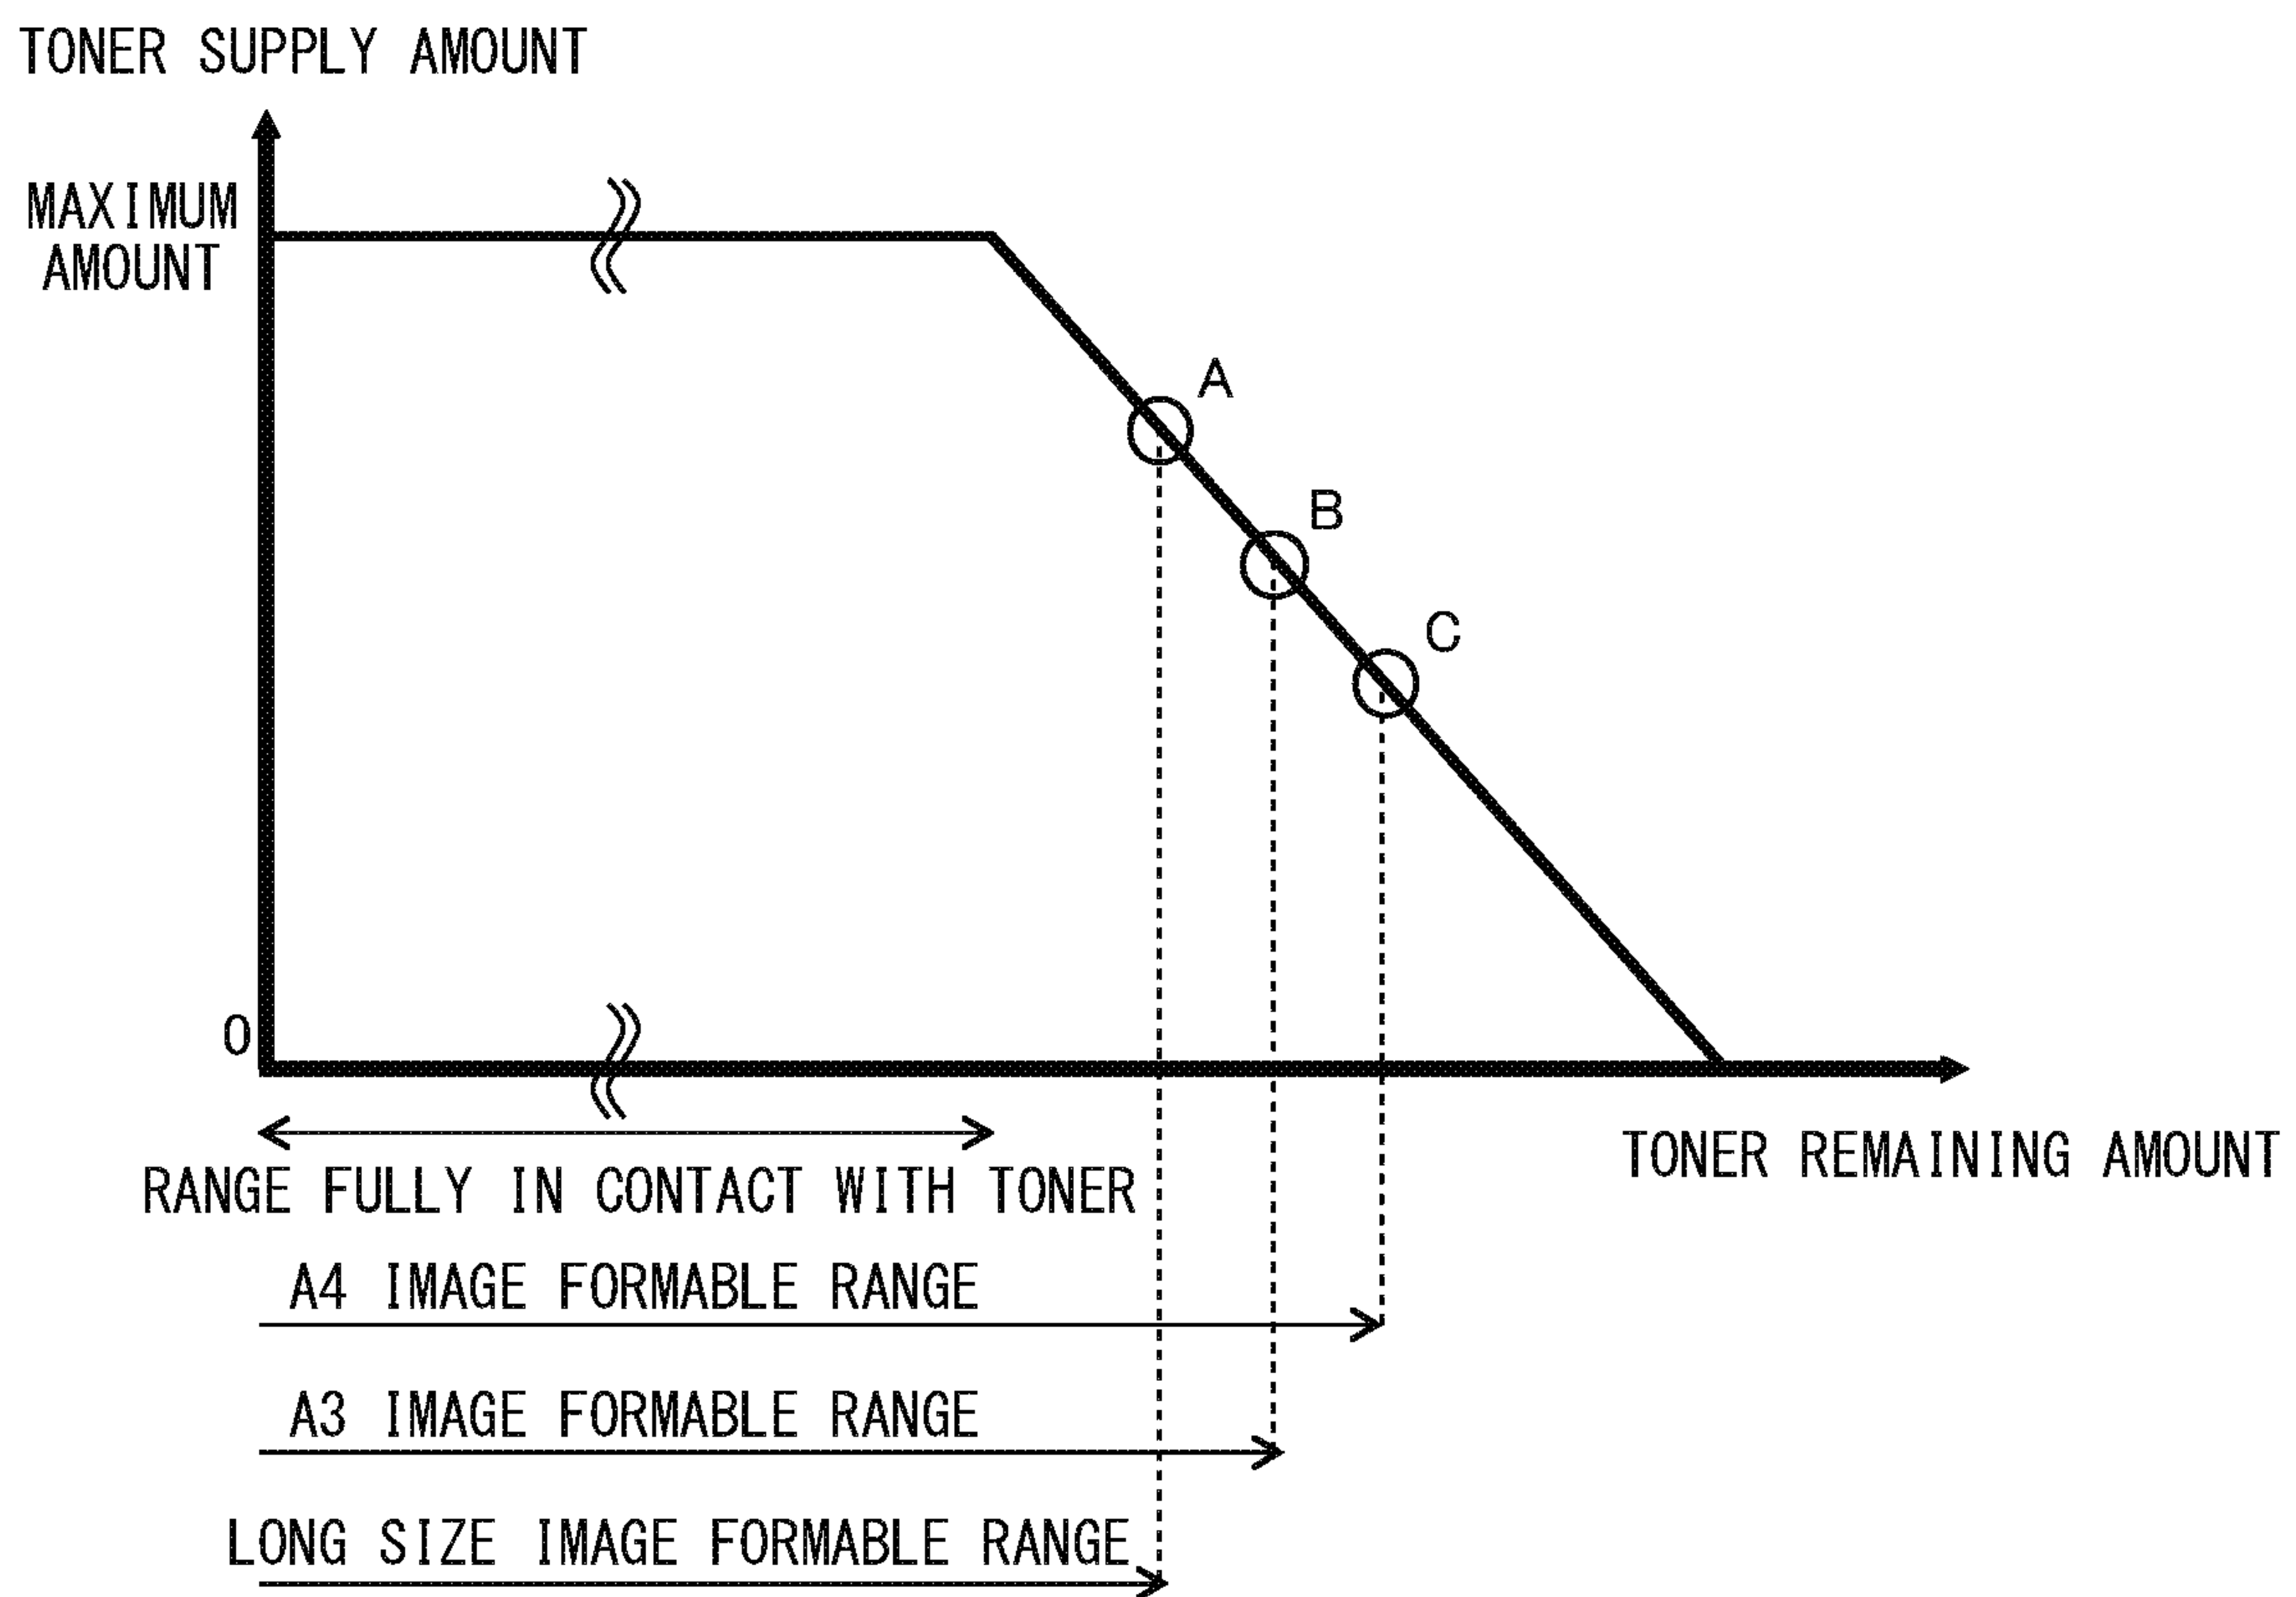 TONER SUPPLY AMOUNT
MAXIMUM
AMOUNT
A
B
C
0
TONER REMAINING AMOUNT
RANGE FULLY IN CONTACT WITH TONER
A4 IMAGE FORMABLE RANGE
A3 IMAGE FORMABLE RANGE
LONG SIZE IMAGE FORMABLE RANGE